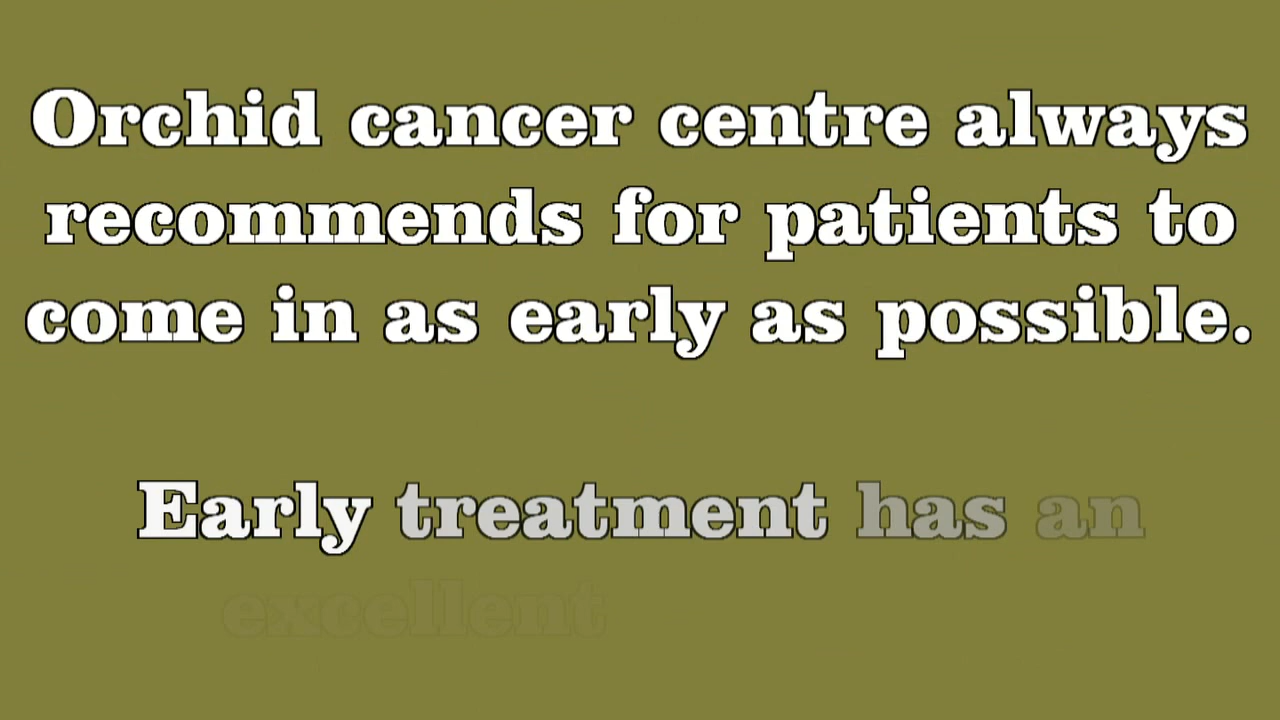 Orchid cancer centre always
recommends for patients to
come in as early as possible.
Early treatment has an
excellent